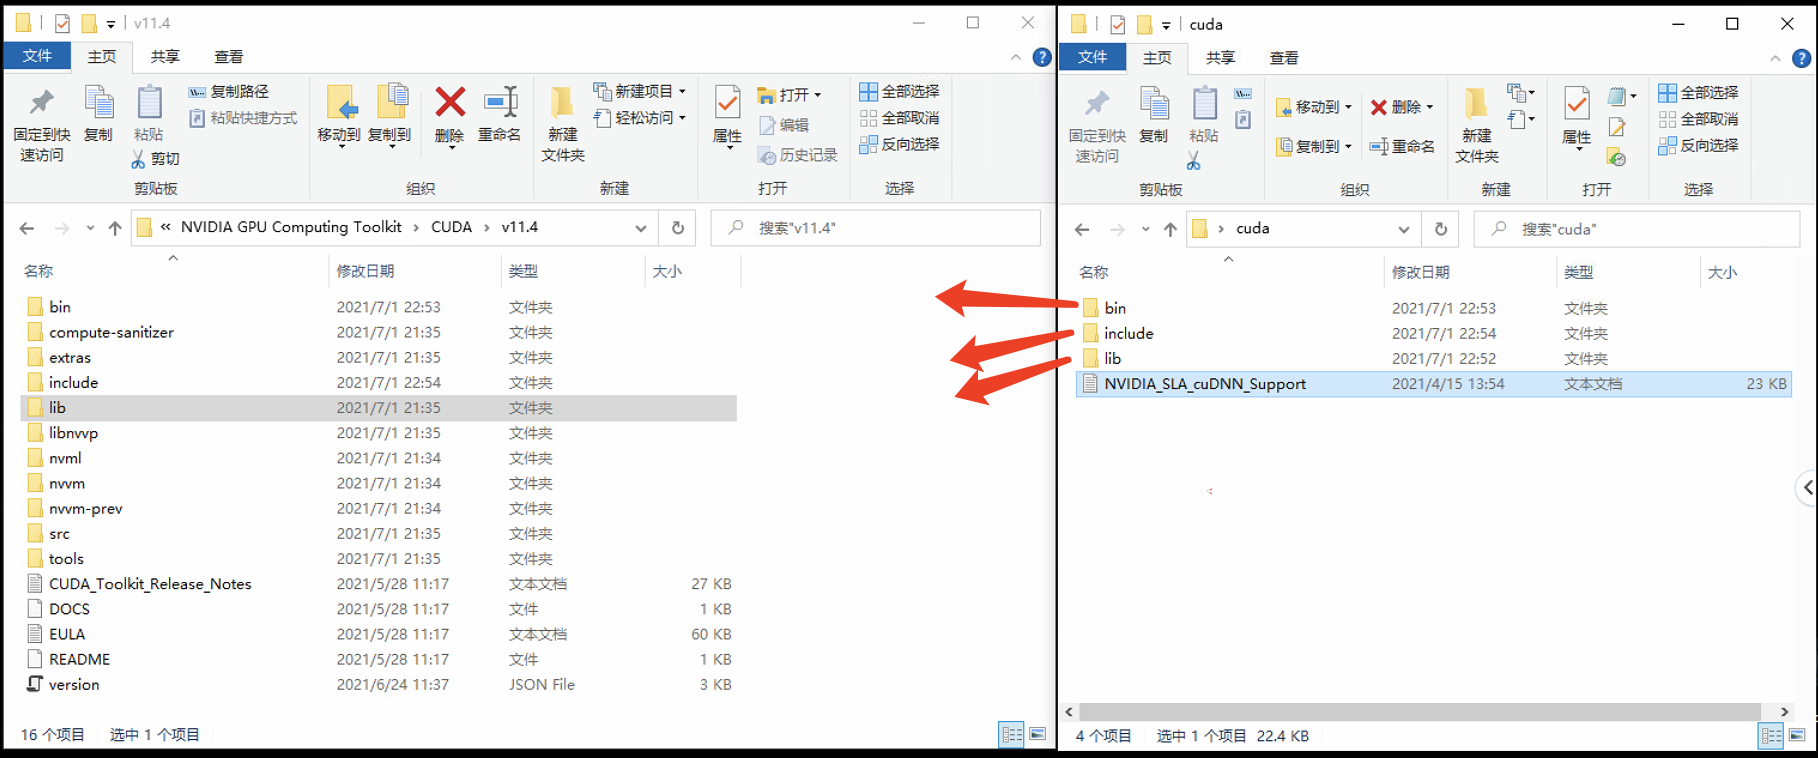 v11.4
文件 主页 共享 查看
固定到快速访问
复制
粘贴
复制路径
粘贴快捷方式
剪切
剪贴板
移动到 复制到 删除 重命名
组织
新建文件夹
新建项目
轻松访问
新建
属性
打开
编辑
历史记录
打开
全部选择
全部取消
反向选择
选择
« NVIDIA GPU Computing Toolkit › CUDA › v11.4
搜索"v11.4"
名称 修改日期 类型 大小
bin 2021/7/1 22:53 文件夹
compute-sanitizer 2021/7/1 21:35 文件夹
extras 2021/7/1 21:35 文件夹
include 2021/7/1 22:54 文件夹
lib 2021/7/1 21:35 文件夹
libnvvp 2021/7/1 21:35 文件夹
nvml 2021/7/1 21:34 文件夹
nvvm 2021/7/1 21:34 文件夹
nvvm-prev 2021/7/1 21:34 文件夹
src 2021/7/1 21:35 文件夹
tools 2021/7/1 21:35 文件夹
CUDA_Toolkit_Release_Notes 2021/5/28 11:17 文本文档 27 KB
DOCS 2021/5/28 11:17 文件 1 KB
EULA 2021/5/28 11:17 文本文档 60 KB
README 2021/5/28 11:17 文件 1 KB
version 2021/6/24 11:37 JSON File 3 KB
16 个项目 选中 1 个项目
cuda
文件 主页 共享 查看
固定到快速访问
复制
粘贴
剪贴板
移动到 删除
复制到 重命名
组织
新建文件夹
新建
属性
打开
全部选择
全部取消
反向选择
选择
› cuda
搜索"cuda"
名称 修改日期 类型 大小
bin 2021/7/1 22:53 文件夹
include 2021/7/1 22:54 文件夹
lib 2021/7/1 22:52 文件夹
NVIDIA_SLA_cuDNN_Support 2021/4/15 13:54 文本文档 23 KB
4 个项目 选中 1 个项目 22.4 KB